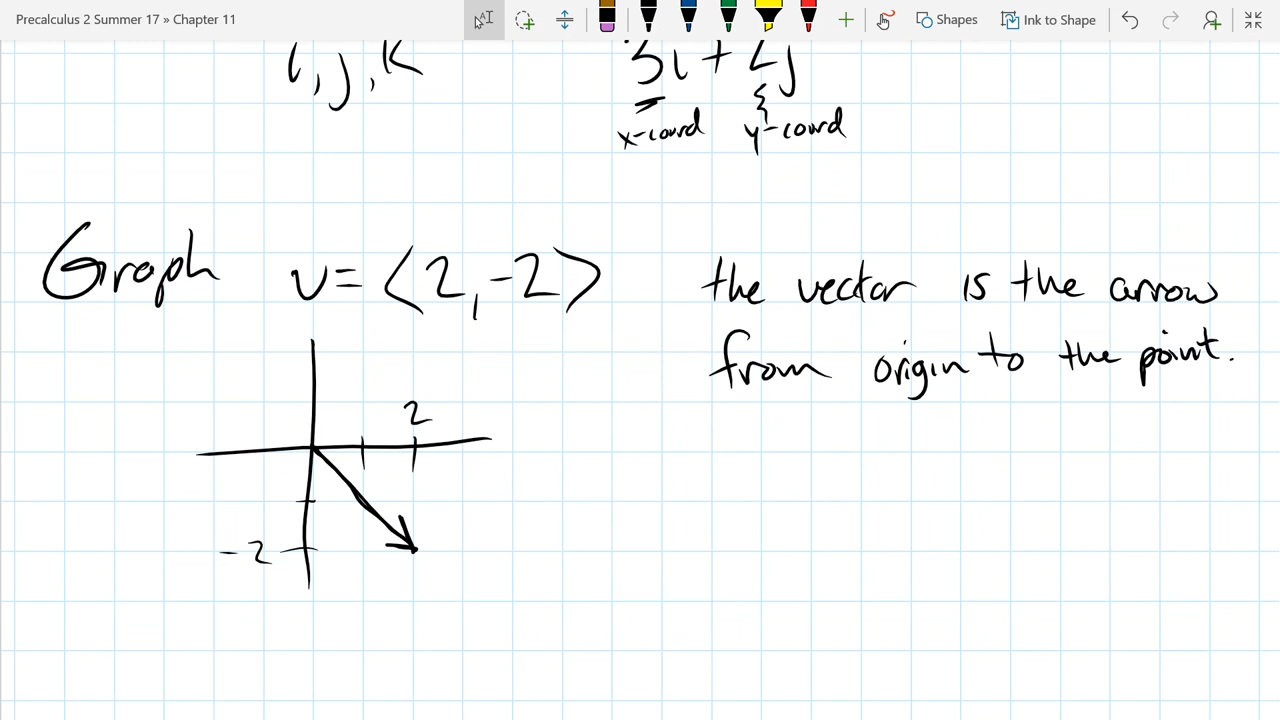 Precalculus 2 Summer 17 » Chapter 11
Shapes
Ink to Shape
i, j, k
3i + 2j
x-coord
y-coord
Graph v = ⟨2, -2⟩
the vector is the arrow
from origin to the point.
2
-2